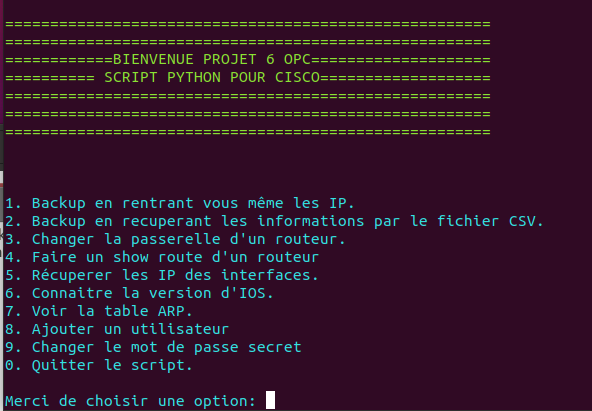 ======================================================
======================================================
============BIENVENUE PROJET 6 OPC====================
========== SCRIPT PYTHON POUR CISCO===================
======================================================
======================================================
======================================================
1. Backup en rentrant vous même les IP.
2. Backup en recuperant les informations par le fichier CSV.
3. Changer la passerelle d'un routeur.
4. Faire un show route d'un routeur
5. Récuperer les IP des interfaces.
6. Connaitre la version d'IOS.
7. Voir la table ARP.
8. Ajouter un utilisateur
9. Changer le mot de passe secret
0. Quitter le script.
Merci de choisir une option: